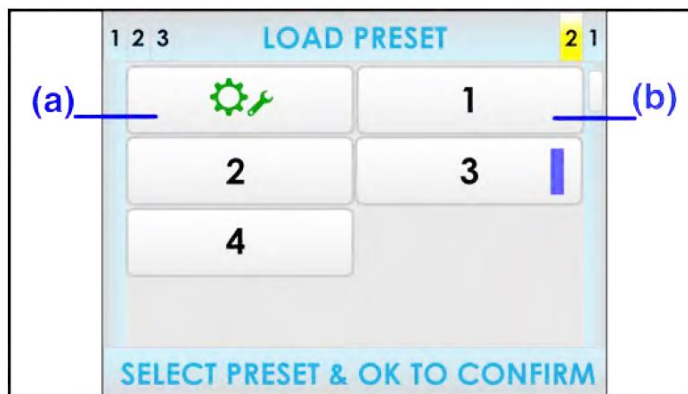 1 2 3 LOAD PRESET 2 1
(a) 1 (b)
2 3
4
SELECT PRESET & OK TO CONFIRM